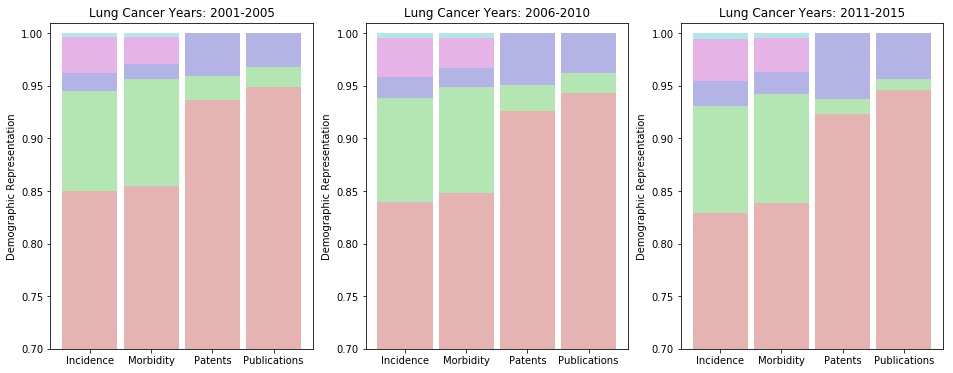 Lung Cancer Years: 2001-2005
Demographic Representation
1.00
0.95
0.90
0.85
0.80
0.75
0.70
Incidence
Morbidity
Patents
Publications
Lung Cancer Years: 2006-2010
Demographic Representation
1.00
0.95
0.90
0.85
0.80
0.75
0.70
Incidence
Morbidity
Patents
Publications
Lung Cancer Years: 2011-2015
Demographic Representation
1.00
0.95
0.90
0.85
0.80
0.75
0.70
Incidence
Morbidity
Patents
Publications